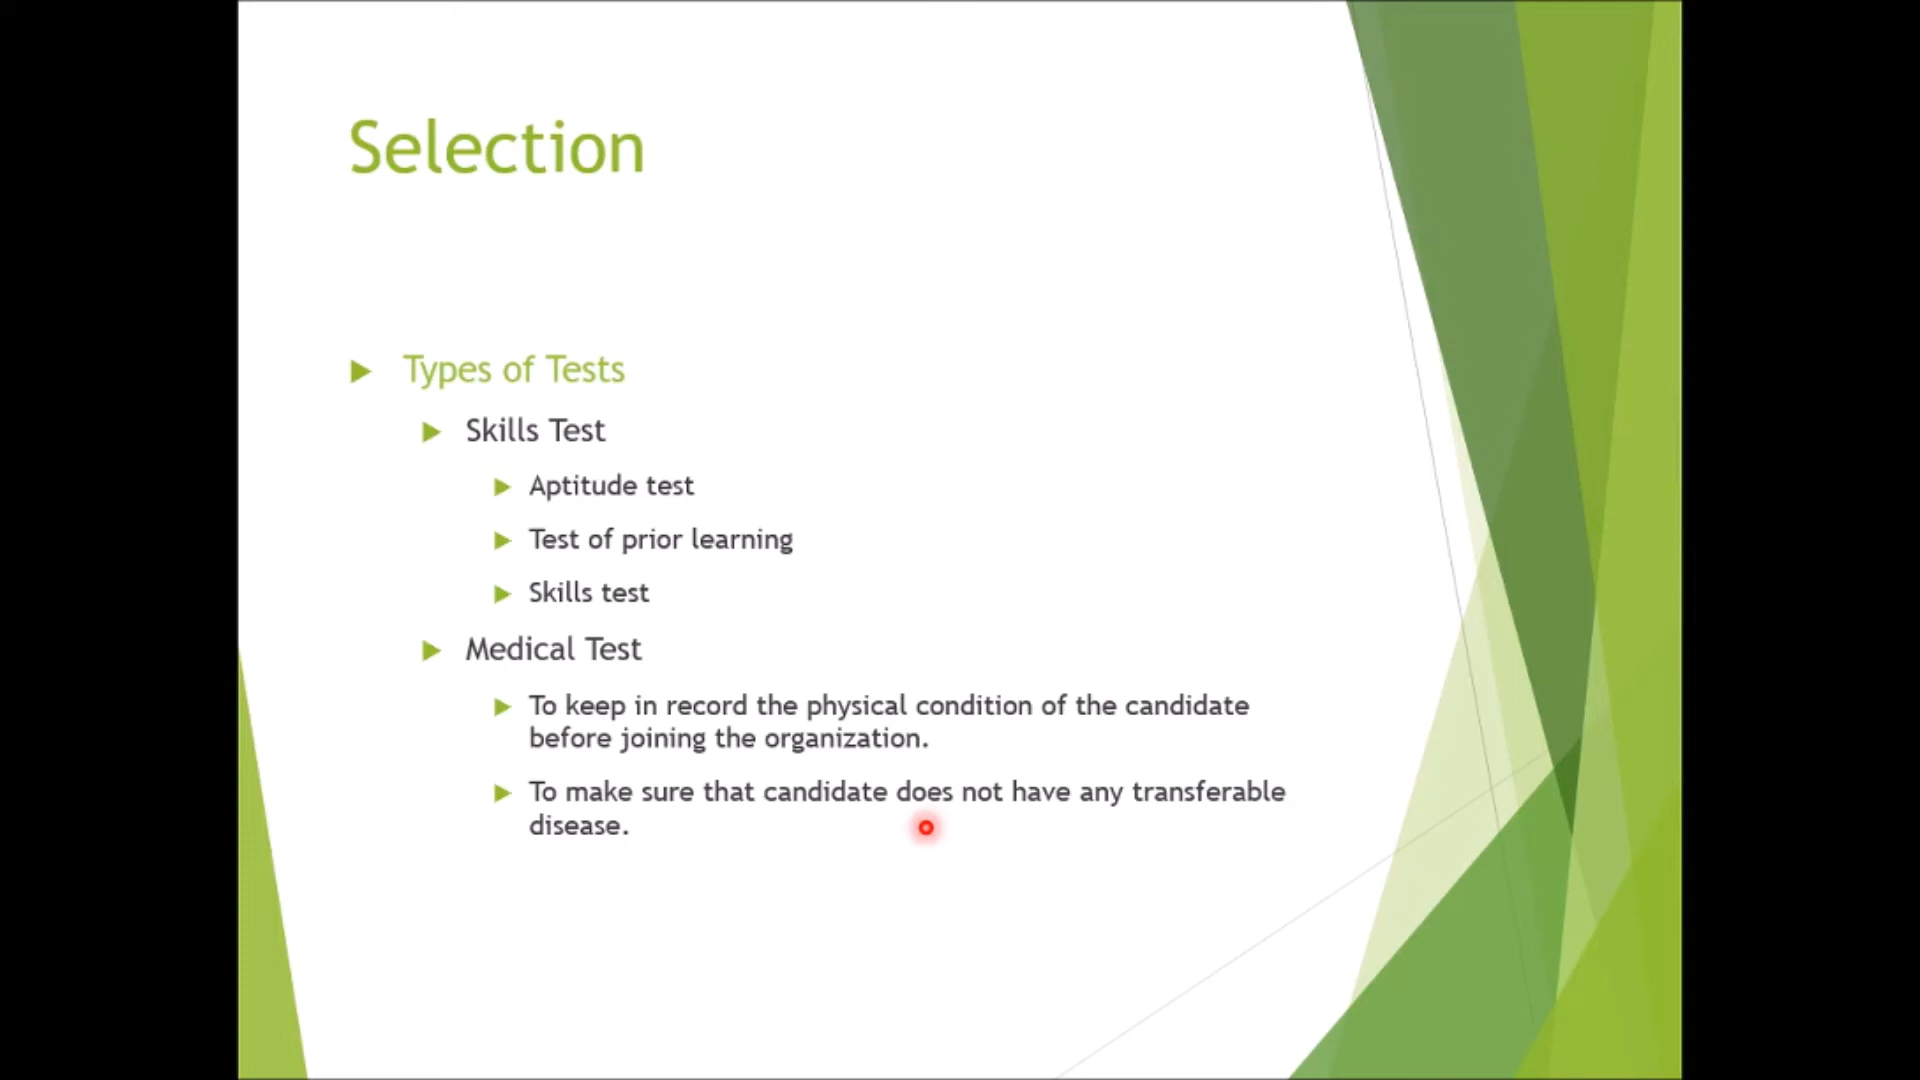 Selection
Types of Tests
Skills Test
Aptitude test
Test of prior learning
Skills test
Medical Test
To keep in record the physical condition of the candidate
before joining the organization.
To make sure that candidate does not have any transferable
disease.